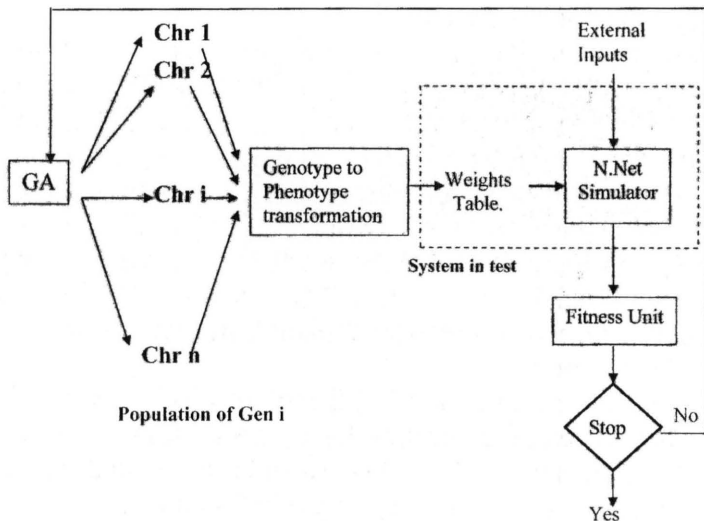 Chr 1
Chr 2
External
Inputs
GA
Chr i
Genotype to
Phenotype
transformation
Weights
Table.
N.Net
Simulator
System in test
Fitness Unit
Chr n
Population of Gen i
Stop
No
Yes